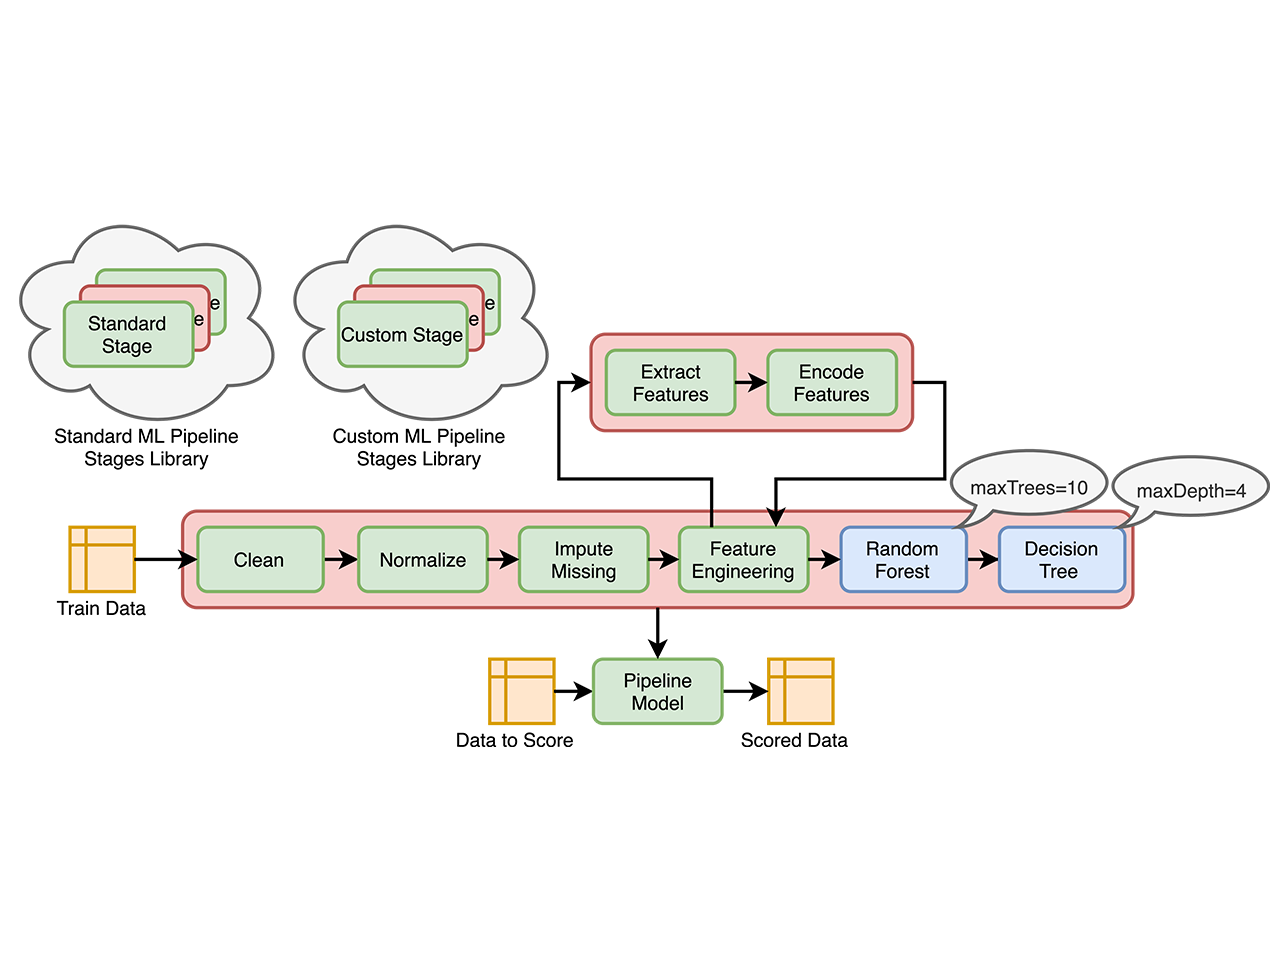 Standard
Stage
e
e
Custom Stage
e
e
Standard ML Pipeline
Stages Library
Custom ML Pipeline
Stages Library
Extract
Features
Encode
Features
maxTrees=10
maxDepth=4
Train Data
Clean
Normalize
Impute
Missing
Feature
Engineering
Random
Forest
Decision
Tree
Data to Score
Pipeline
Model
Scored Data